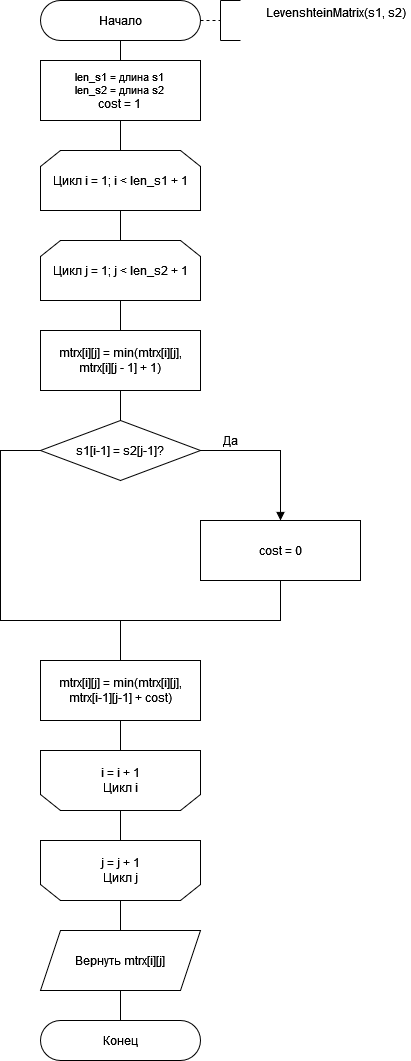 Начало
LevenshteinMatrix(s1, s2)
len_s1 = длина s1
len_s2 = длина s2
cost = 1
Цикл i = 1; i < len_s1 + 1
Цикл j = 1; j < len_s2 + 1
mtrx[i][j] = min(mtrx[i][j],
mtrx[i][j - 1] + 1)
s1[i-1] = s2[j-1]?
Да
cost = 0
mtrx[i][j] = min(mtrx[i][j],
mtrx[i-1][j-1] + cost)
i = i + 1
Цикл i
j = j + 1
Цикл j
Вернуть mtrx[i][j]
Конец